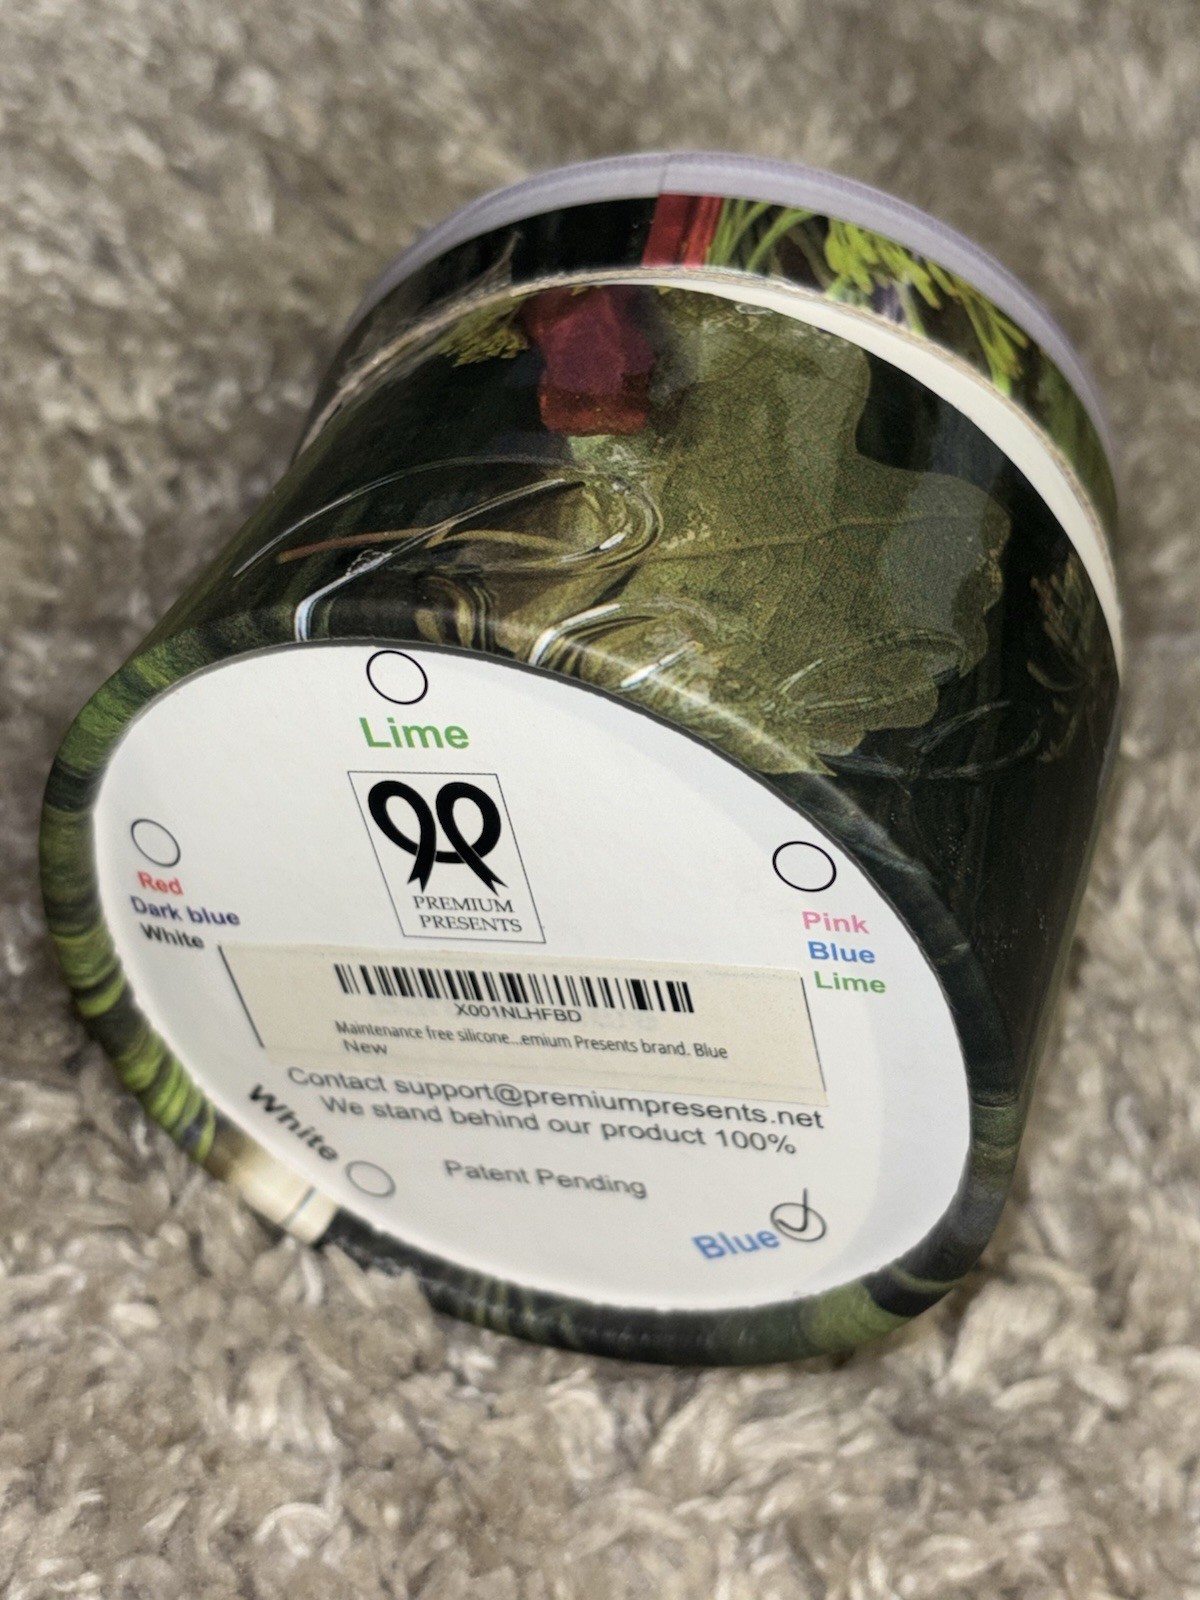 Lime
PREMIUM
PRESENTS
Red
Dark blue
White
Pink
Blue
Lime
X001NLHFBD
Maintenance free silicone...emium Presents brand. Blue
New
Contact support@premiumpresents.net
We stand behind our product 100%
Patent Pending
White
Blue